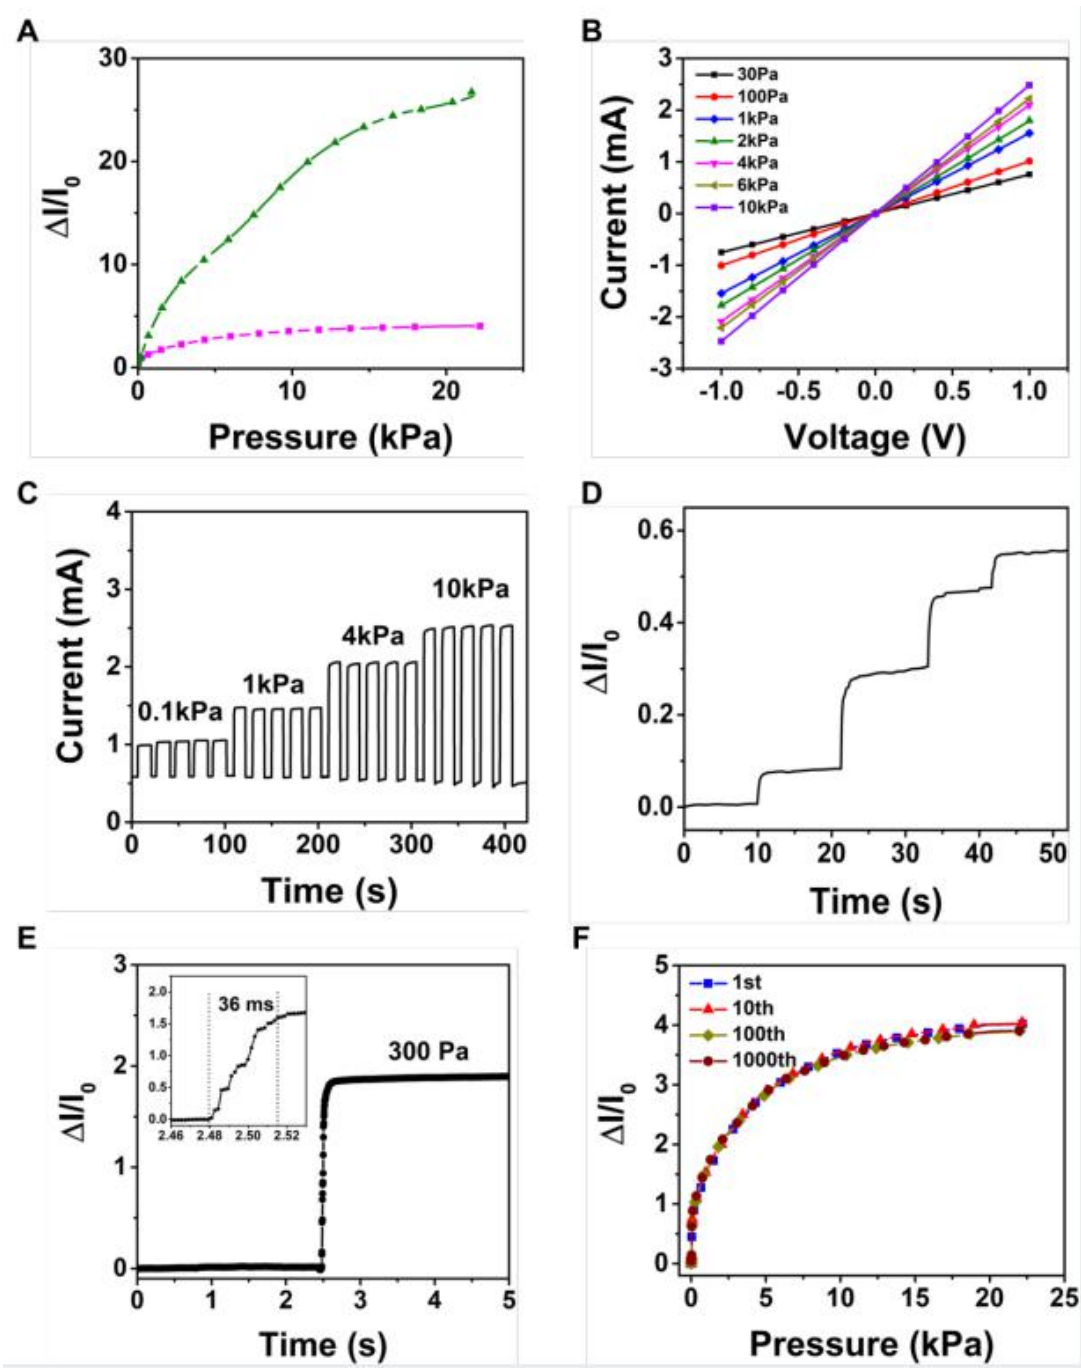 A
30
20
10
0
ΔI/I0
0 10 20
Pressure (kPa)
B
3
2
1
0
-1
-2
-3
Current (mA)
30Pa
100Pa
1kPa
2kPa
4kPa
6kPa
10kPa
-1.0 -0.5 0.0 0.5 1.0
Voltage (V)
C
4
3
2
1
0
Current (mA)
0.1kPa
1kPa
4kPa
10kPa
0 100 200 300 400
Time (s)
D
0.6
0.4
0.2
0.0
ΔI/I0
0 10 20 30 40 50
Time (s)
E
3
2
1
0
ΔI/I0
2.0
1.5
1.0
0.5
0.0
36 ms
2.46 2.48 2.50 2.52
300 Pa
0 1 2 3 4 5
Time (s)
F
5
4
3
2
1
0
ΔI/I0
1st
10th
100th
1000th
0 5 10 15 20 25
Pressure (kPa)